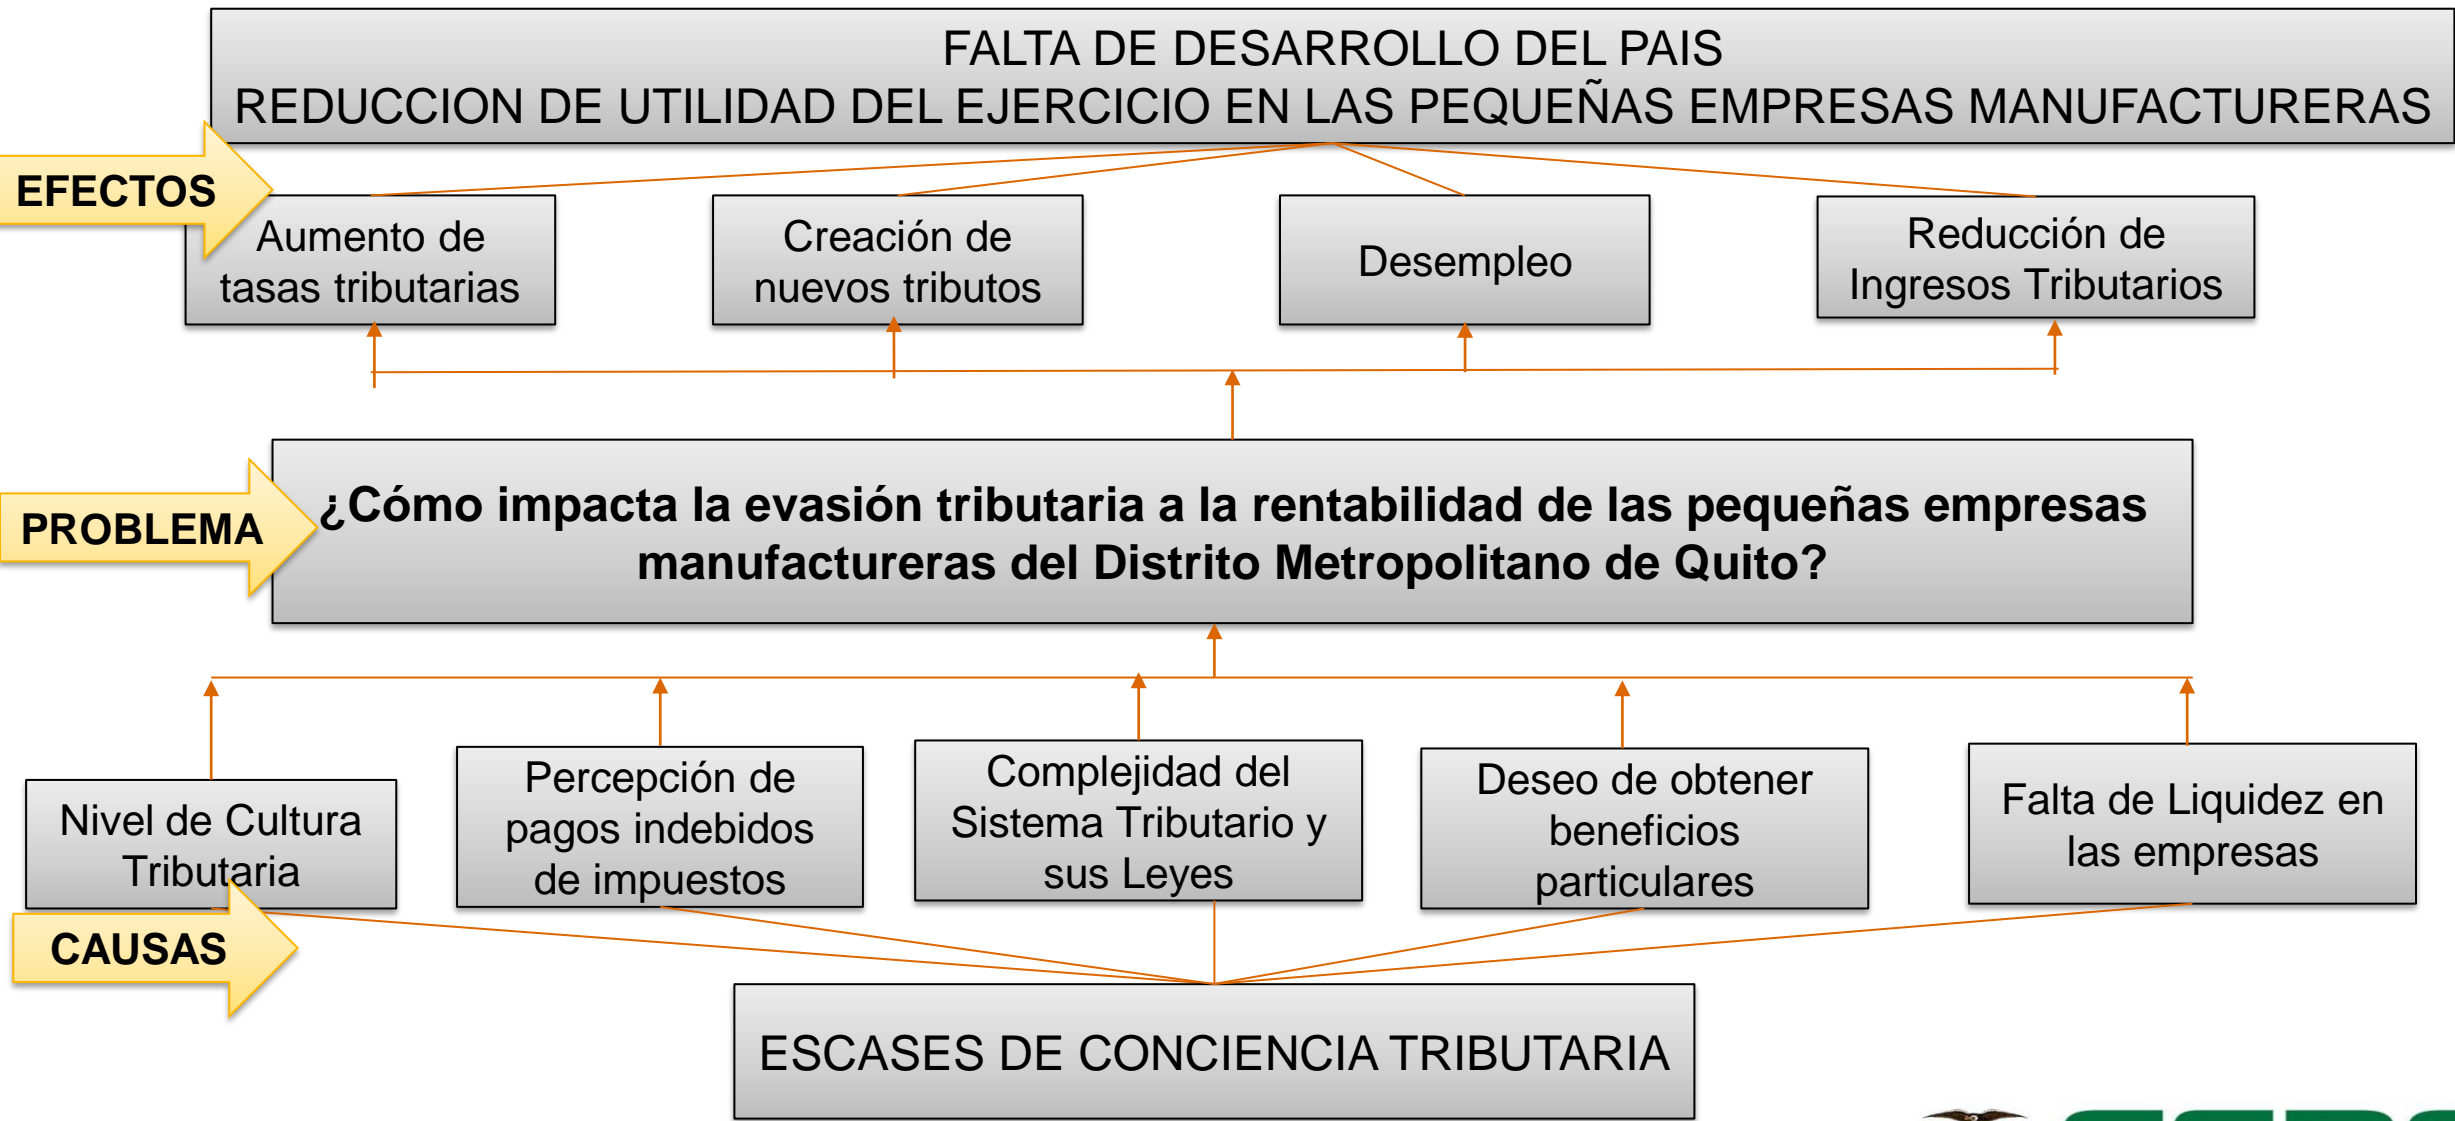 FALTA DE DESARROLLO DEL PAIS
REDUCCION DE UTILIDAD DEL EJERCICIO EN LAS PEQUEÑAS EMPRESAS MANUFACTURERAS
EFECTOS
Aumento de
tasas tributarias
Creación de
nuevos tributos
Desempleo
Reducción de
Ingresos Tributarios
PROBLEMA
¿Cómo impacta la evasión tributaria a la rentabilidad de las pequeñas empresas
manufactureras del Distrito Metropolitano de Quito?
Nivel de Cultura
Tributaria
Percepción de
pagos indebidos
de impuestos
Complejidad del
Sistema Tributario y
sus Leyes
Deseo de obtener
beneficios
particulares
Falta de Liquidez en
las empresas
CAUSAS
ESCASES DE CONCIENCIA TRIBUTARIA